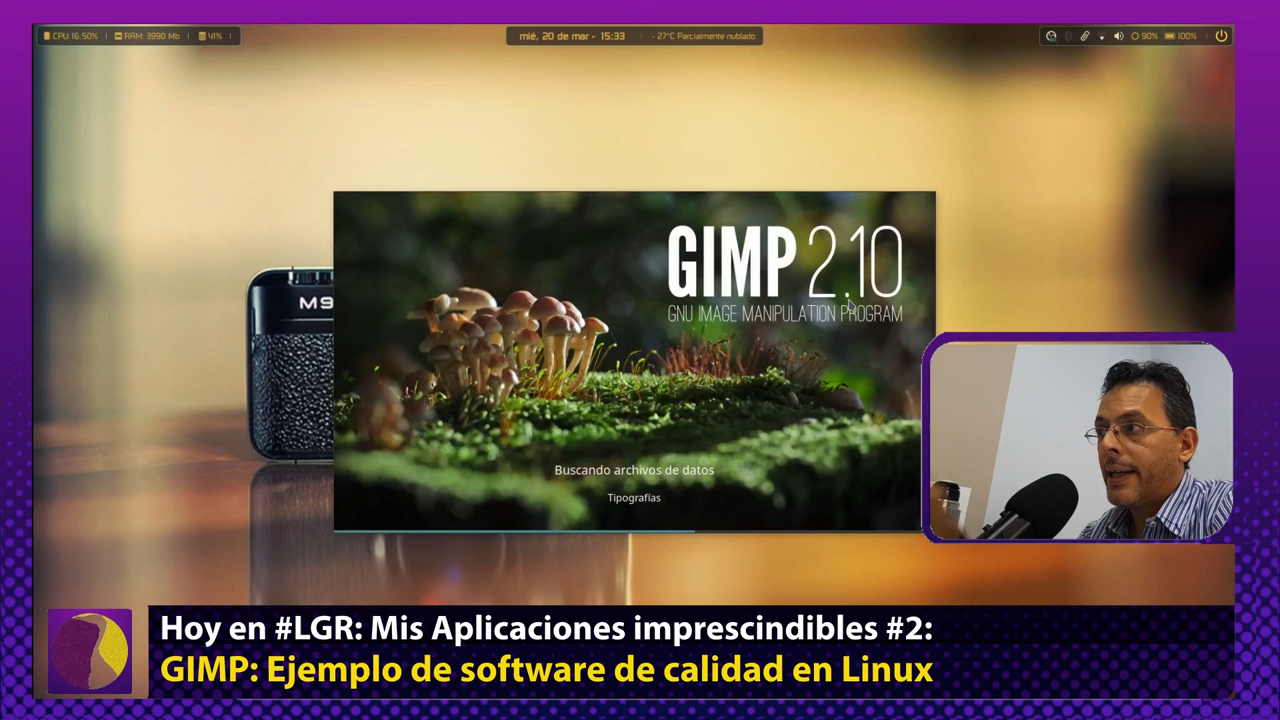 CPU: 16.50%
RAM: 3990 Mb
41%
mié, 20 de mar - 15:33
- 27°C Parcialmente nublado
90%
100%
M9
GIMP 2.10
GNU IMAGE MANIPULATION PROGRAM
Buscando archivos de datos
Tipografías
Hoy en #LGR: Mis Aplicaciones imprescindibles #2:
GIMP: Ejemplo de software de calidad en Linux